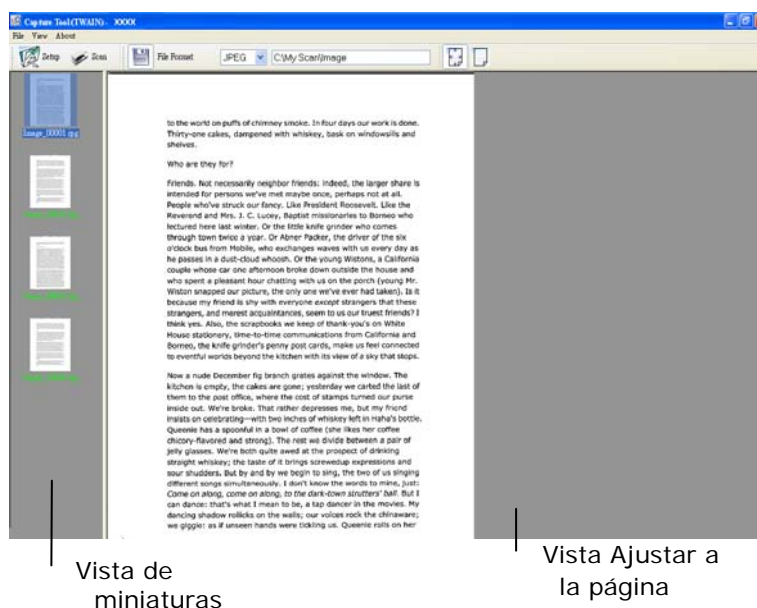 Capture Tool (TWAIN) - XXXX
File View About
Setup Scan File Format JPEG C:\My Scan\Image
Image_00001.jpg
to the world on puffs of chimney smoke. In four days our work is done.
Thirty-one cakes, dampened with whiskey, bask on windowsills and
shelves.
Who are they for?
Friends. Not necessarily neighbor friends: indeed, the larger share is
intended for persons we've met maybe once, perhaps not at all.
People who've struck our fancy. Like President Roosevelt. Like the
Reverend and Mrs. J. C. Lucey, Baptist missionaries to Borneo who
lectured here last winter. Or the little knife grinder who comes
through town twice a year. Or Abner Packer, the driver of the six
o'clock bus from Mobile, who exchanges waves with us every day as
he passes in a dust-cloud whoosh. Or the young Wistons, a California
couple whose car one afternoon broke down outside the house and
who spent a pleasant hour chatting with us on the porch (young Mr.
Wiston snapped our picture, the only one we've ever had taken). Is it
because my friend is shy with everyone except strangers that these
strangers, and merest acquaintances, seem to us our truest friends? I
think yes. Also, the scrapbooks we keep of thank-you's on White
House stationery, time-to-time communications from California and
Borneo, the knife grinder's penny post cards, make us feel connected
to eventful worlds beyond the kitchen with its view of a sky that stops.
Now a nude December fig branch grates against the window. The
kitchen is empty, the cakes are gone; yesterday we carted the last of
them to the post office, where the cost of stamps turned our purse
inside out. We're broke. That rather depresses me, but my friend
insists on celebrating—with two inches of whiskey left in Haha's bottle.
Queenie has a spoonful in a bowl of coffee (she likes her coffee
chicory-flavored and strong). The rest we divide between a pair of
jelly glasses. We're both quite awed at the prospect of drinking
straight whiskey; the taste of it brings screwedup expressions and
sour shudders. But by and by we begin to sing, the two of us singing
different songs simultaneously. I don't know the words to mine, just:
Come on along, come on along, to the dark-town strutters' ball. But I
can dance: that's what I mean to be, a tap dancer in the movies. My
dancing shadow rollicks on the walls; our voices rock the chinaware;
we giggle: as if unseen hands were tickling us. Queenie rolls on her
Vista de
miniaturas
Vista Ajustar a
la página